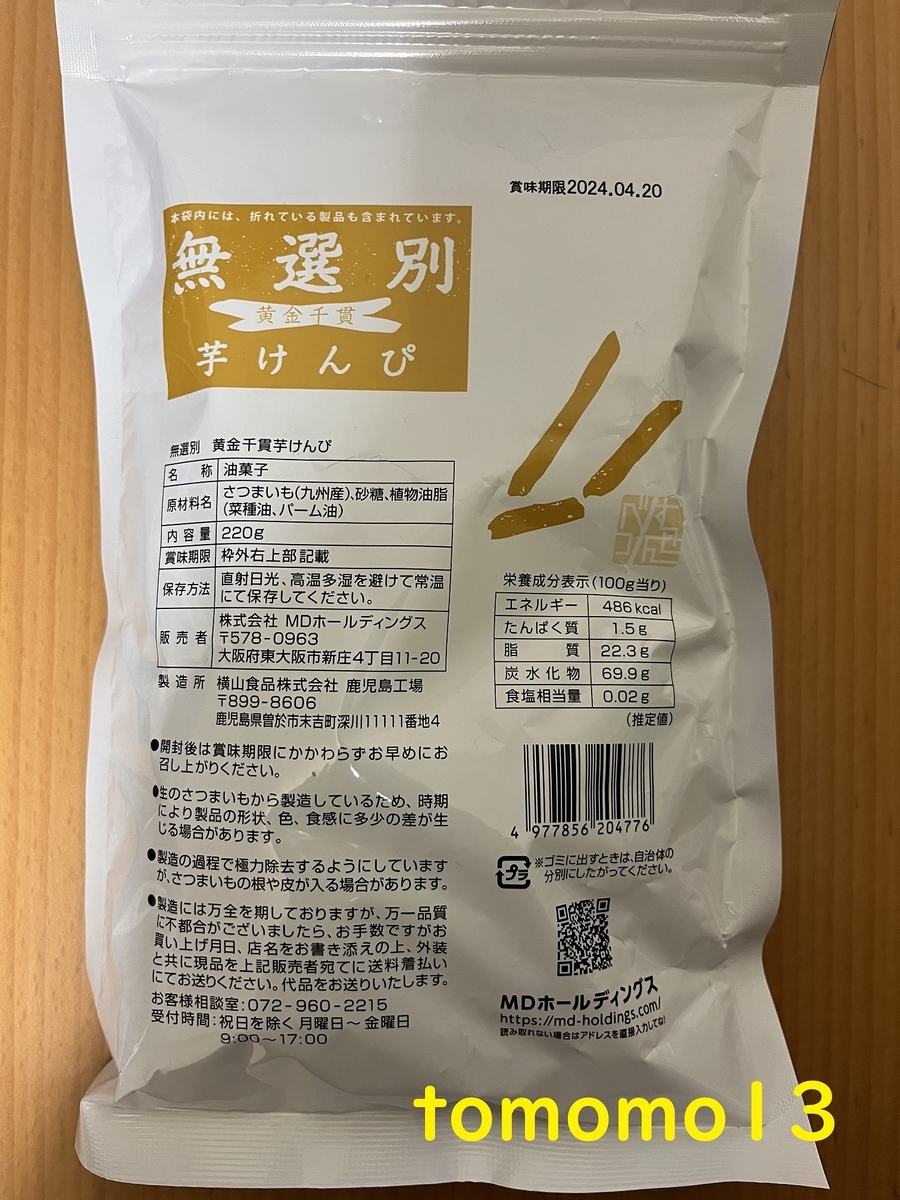 賞味期限2024.04.20
本袋内には、折れている製品も含まれています。
無選別
黄金千貫
芋けんぴ
無選別 黄金千貫芋けんぴ
名称 油菓子
原材料名 さつまいも(九州産)、砂糖、植物油脂
(菜種油、パーム油)
内容量 220g
賞味期限 枠外右上部記載
保存方法 直射日光、高温多湿を避けて常温
にて保存してください。
販売者 株式会社 MDホールディングス
〒578-0963
大阪府東大阪市新庄4丁目11-20
製造所 横山食品株式会社 鹿児島工場
〒899-8606
鹿児島県曽於市末吉町深川11111番地4
●開封後は賞味期限にかかわらずお早めにお
召し上がりください。
●生のさつまいもから製造しているため、時期
により製品の形状、色、食感に多少の差が生
じる場合があります。
●製造の過程で極力除去するようにしています
が、さつまいもの根や皮が入る場合があります。
●製造には万全を期しておりますが、万一品質
に不都合がございましたら、お手数ですがお
買い上げ月日、店名をお書き添えの上、外装
と共に現品を上記販売者宛てに送料着払い
にてお送りください。代品をお送りいたします。
お客様相談室:072-960-2215
受付時間:祝日を除く月曜日～金曜日
9:00～17:00
栄養成分表示(100g当り)
エネルギー 486kcal
たんぱく質 1.5g
脂質 22.3g
炭水化物 69.9g
食塩相当量 0.02g
(推定値)
4 977856 204776
プラ
※ゴミに出すときは、自治体の
分別にしたがってください。
MDホールディングス
https://md-holdings.com/
読み取れない場合はアドレスを直接入力してね!
tomomo13